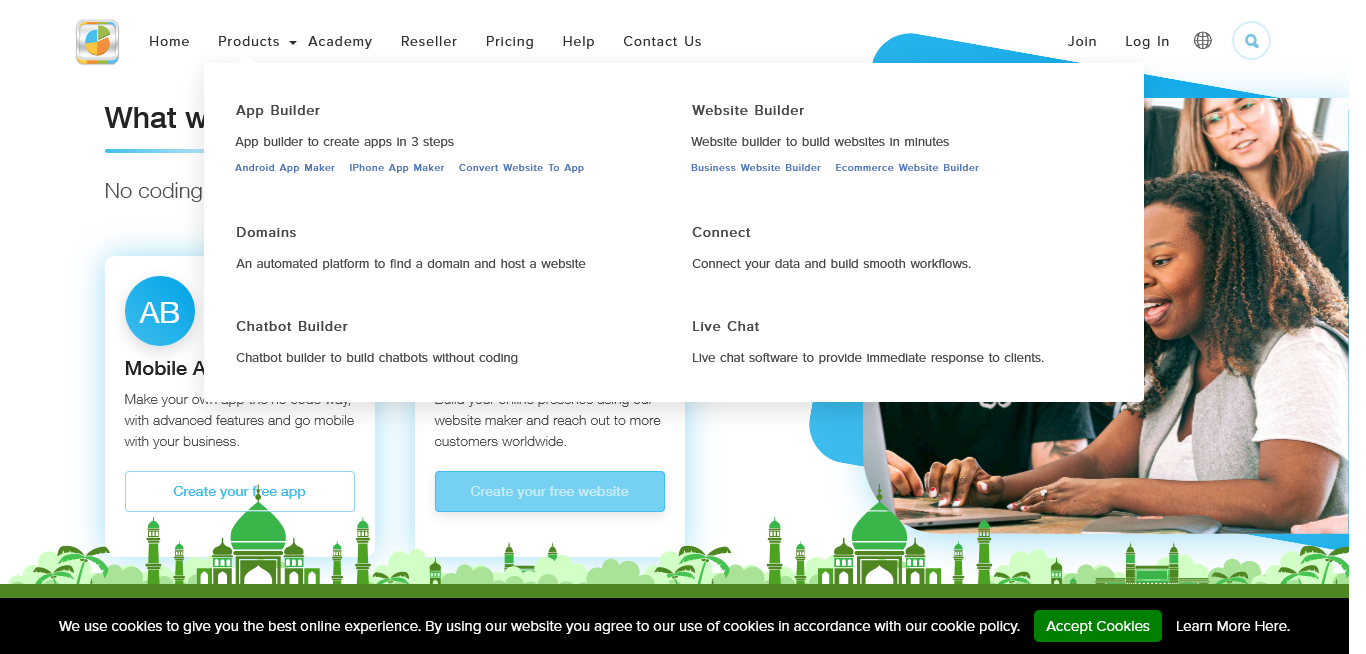 Home Products Academy Reseller Pricing Help Contact Us Join Log In
App Builder
App builder to create apps in 3 steps
Android App Maker IPhone App Maker Convert Website To App
Website Builder
Website builder to build websites in minutes
Business Website Builder Ecommerce Website Builder
Domains
An automated platform to find a domain and host a website
Connect
Connect your data and build smooth workflows.
Chatbot Builder
Chatbot builder to build chatbots without coding
Live Chat
Live chat software to provide immediate response to clients.
What w
No coding
AB
Mobile A
Make your own app the no code way,
with advanced features and go mobile
with your business.
Create your free app
Build your online presence using our
website maker and reach out to more
customers worldwide.
Create your free website
We use cookies to give you the best online experience. By using our website you agree to our use of cookies in accordance with our cookie policy. Accept Cookies Learn More Here.